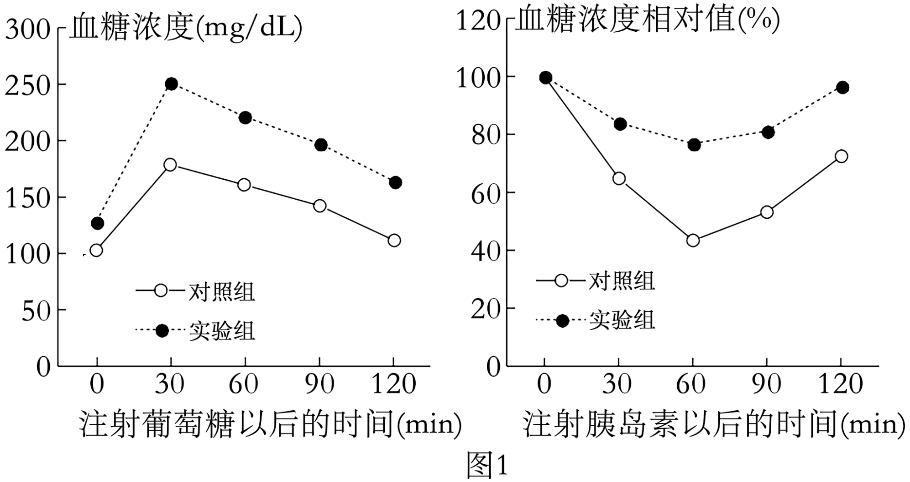 血糖浓度(mg/dL)
300
250
200
150
100
50
0
对照组
实验组
0 30 60 90 120
注射葡萄糖以后的时间(min)
血糖浓度相对值(%)
120
100
80
60
40
20
0
对照组
实验组
0 30 60 90 120
注射胰岛素以后的时间(min)
图1